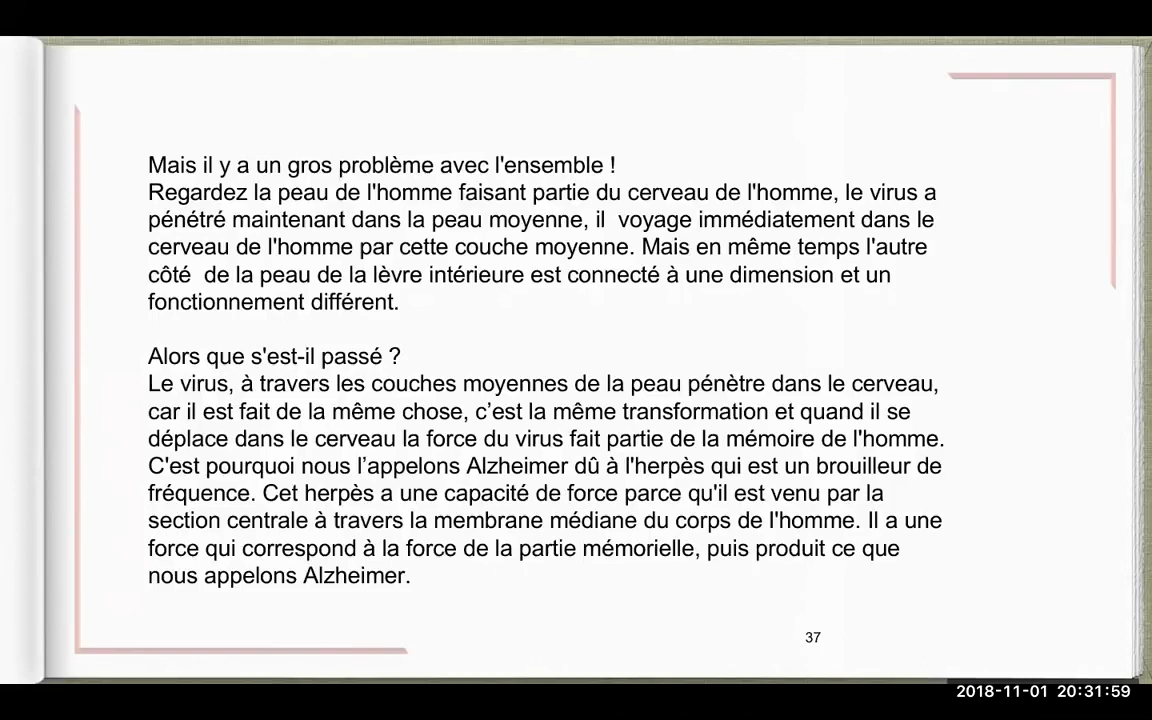 Mais il y a un gros problème avec l'ensemble !
Regardez la peau de l'homme faisant partie du cerveau de l'homme, le virus a
pénétré maintenant dans la peau moyenne, il  voyage immédiatement dans le
cerveau de l'homme par cette couche moyenne. Mais en même temps l'autre
côté  de la peau de la lèvre intérieure est connecté à une dimension et un
fonctionnement différent.
Alors que s'est-il passé ?
Le virus, à travers les couches moyennes de la peau pénètre dans le cerveau,
car il est fait de la même chose, c’est la même transformation et quand il se
déplace dans le cerveau la force du virus fait partie de la mémoire de l'homme.
C'est pourquoi nous l’appelons Alzheimer dû à l'herpès qui est un brouilleur de
fréquence. Cet herpès a une capacité de force parce qu'il est venu par la
section centrale à travers la membrane médiane du corps de l'homme. Il a une
force qui correspond à la force de la partie mémorielle, puis produit ce que
nous appelons Alzheimer.
37
2018-11-01 20:31:59